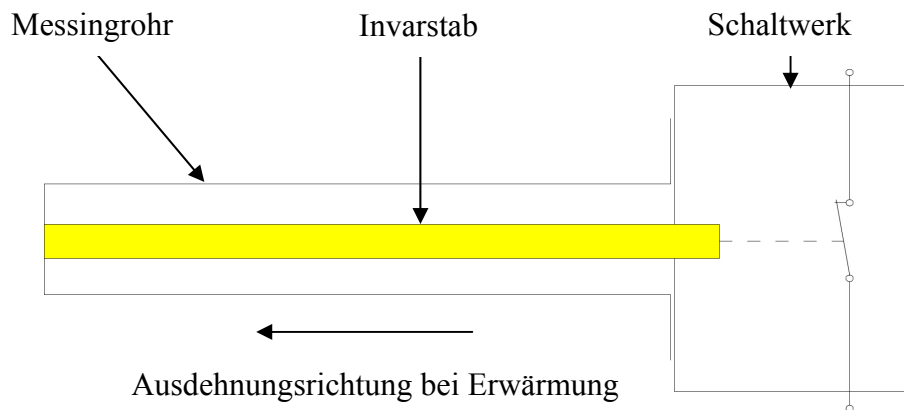 Messingrohr
Invarstab
Schaltwerk
Ausdehnungsrichtung bei Erwärmung